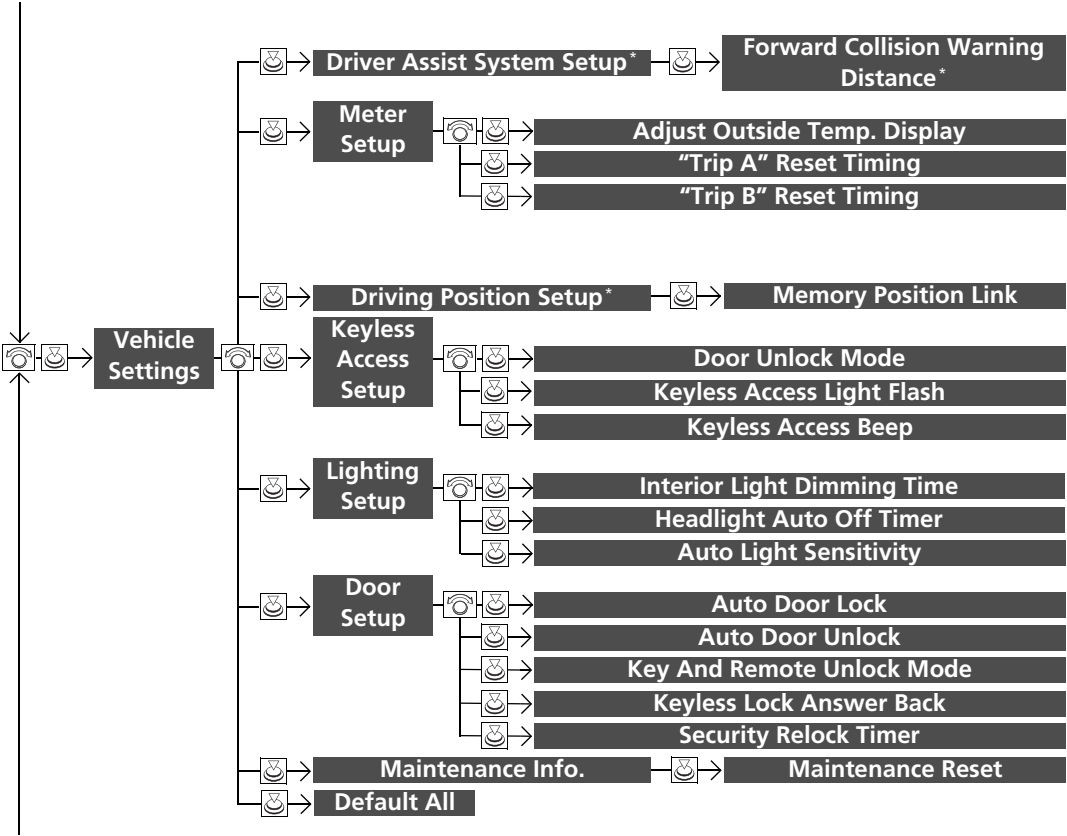 Driver Assist System Setup*
Forward Collision Warning
Distance*
Meter
Setup
Adjust Outside Temp. Display
“Trip A” Reset Timing
“Trip B” Reset Timing
Driving Position Setup*
Memory Position Link
Vehicle
Settings
Keyless
Access
Setup
Door Unlock Mode
Keyless Access Light Flash
Keyless Access Beep
Lighting
Setup
Interior Light Dimming Time
Headlight Auto Off Timer
Auto Light Sensitivity
Door
Setup
Auto Door Lock
Auto Door Unlock
Key And Remote Unlock Mode
Keyless Lock Answer Back
Security Relock Timer
Maintenance Info.
Maintenance Reset
Default All